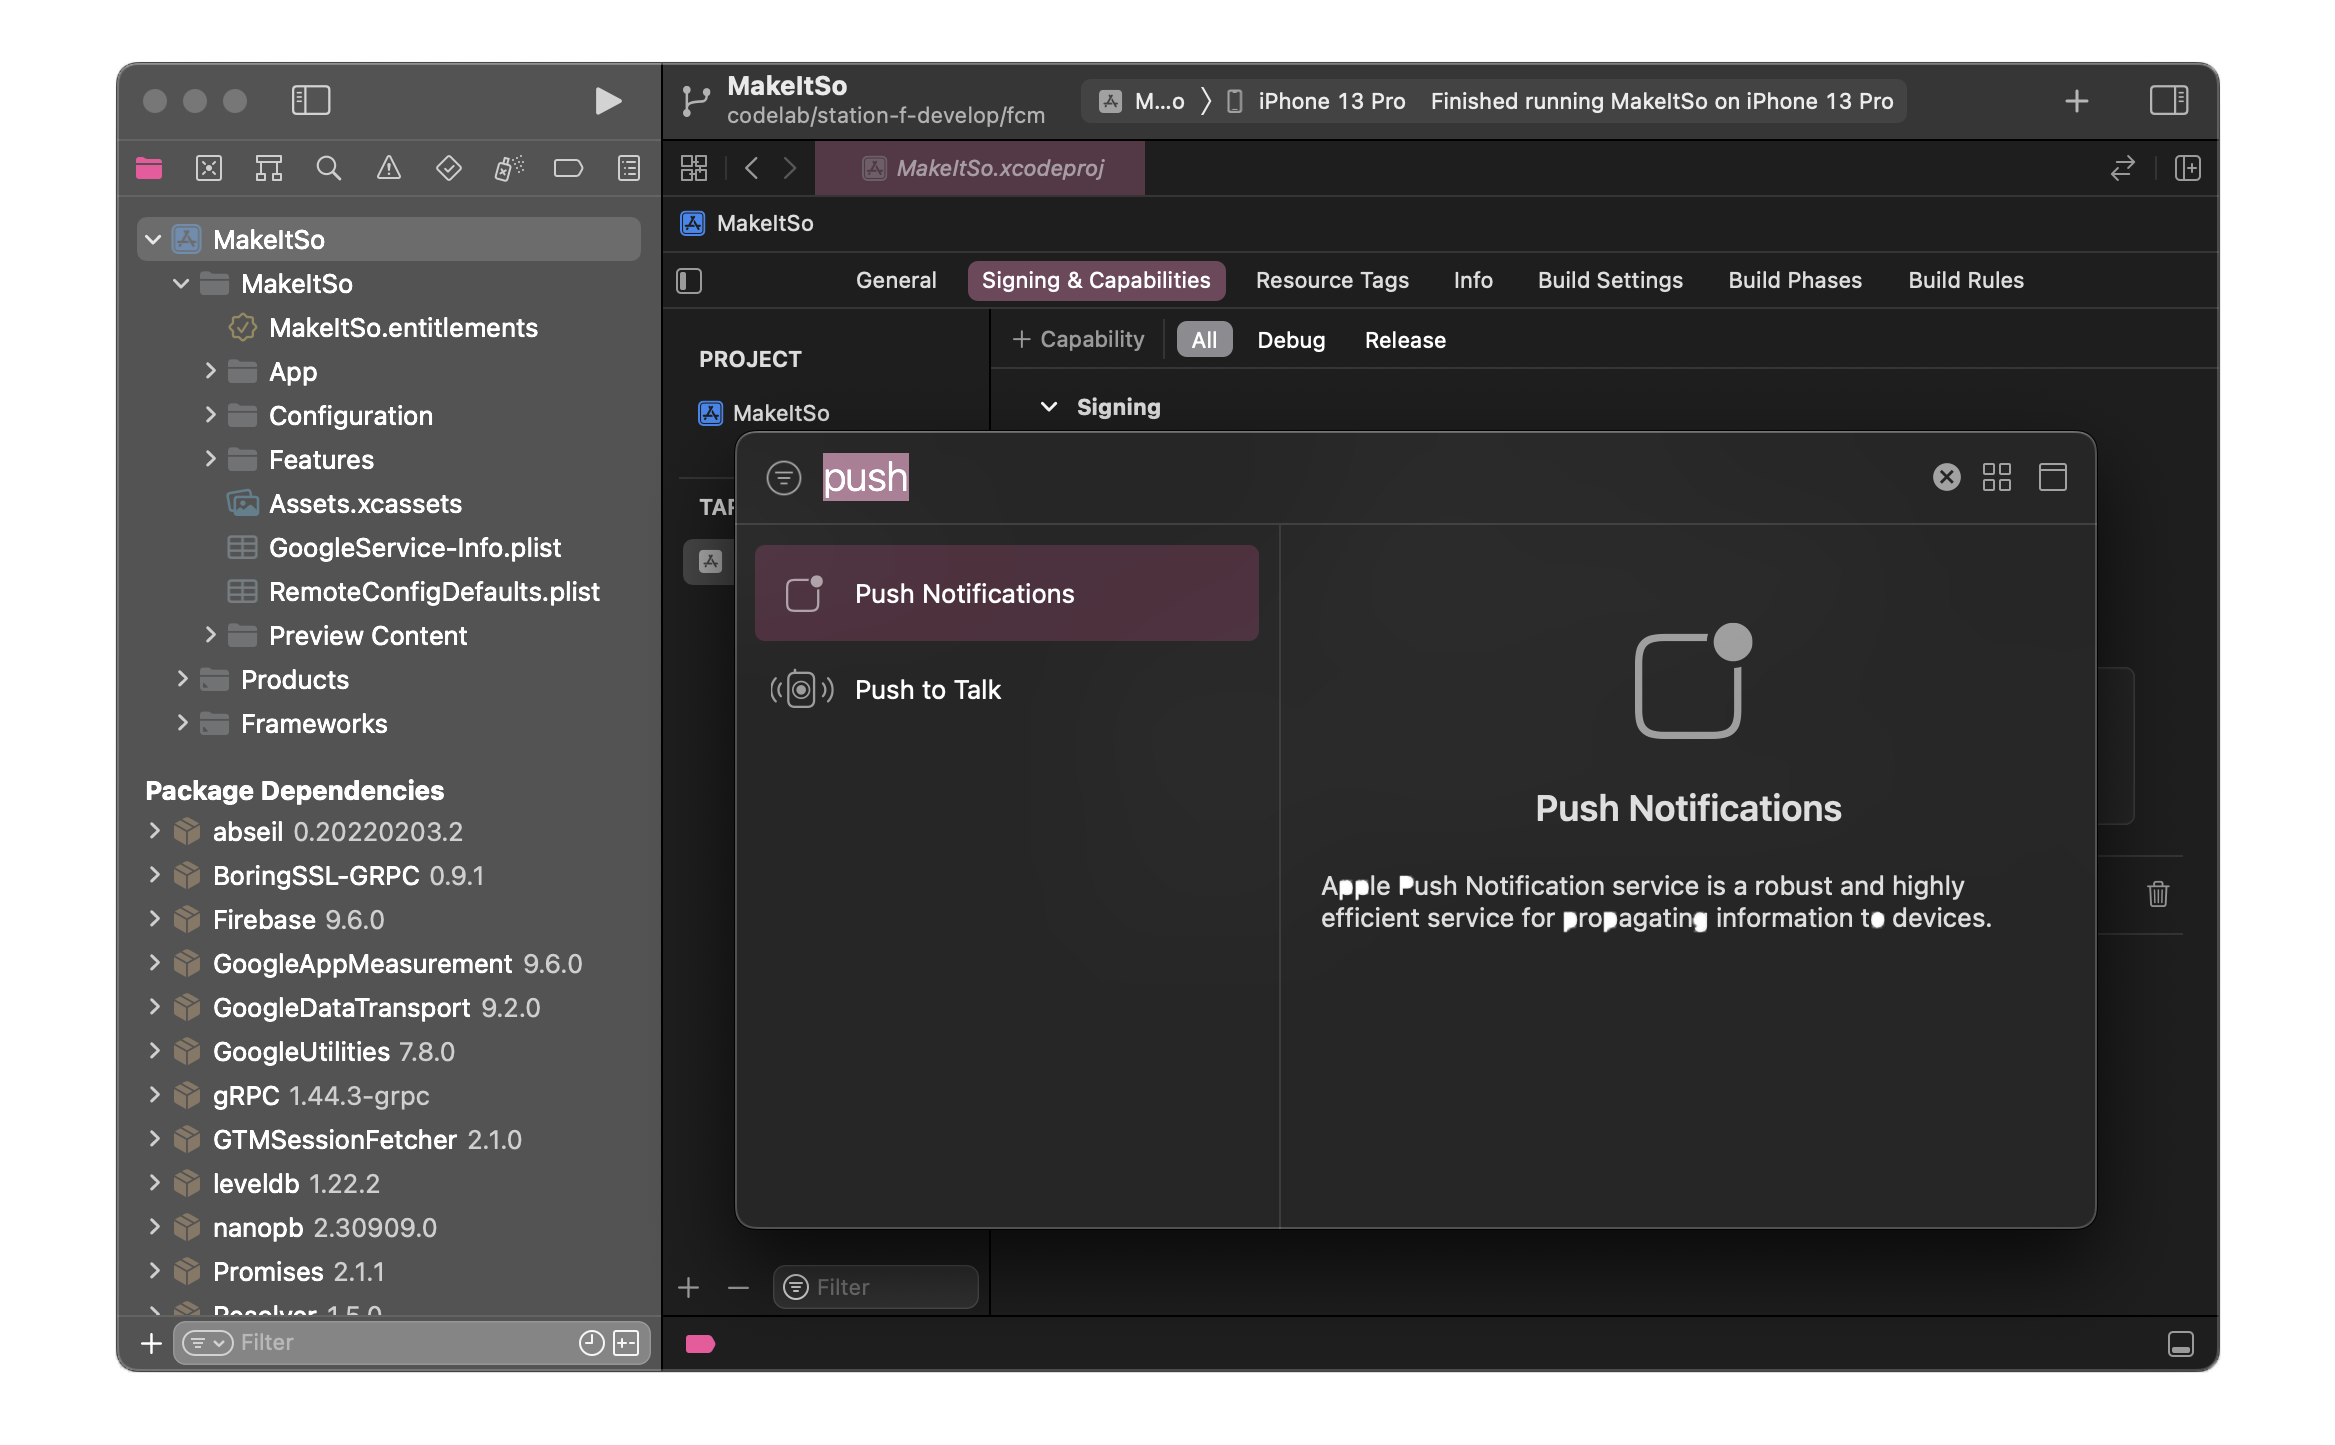 MakeItSo
codelab/station-f-develop/fcm
M...o
iPhone 13 Pro
Finished running MakeItSo on iPhone 13 Pro
MakeItSo.xcodeproj
MakeItSo
General
Signing & Capabilities
Resource Tags
Info
Build Settings
Build Phases
Build Rules
MakeItSo
MakeItSo
MakeItSo.entitlements
App
Configuration
Features
Assets.xcassets
GoogleService-Info.plist
RemoteConfigDefaults.plist
Preview Content
Products
Frameworks
Package Dependencies
abseil 0.20220203.2
BoringSSL-GRPC 0.9.1
Firebase 9.6.0
GoogleAppMeasurement 9.6.0
GoogleDataTransport 9.2.0
GoogleUtilities 7.8.0
gRPC 1.44.3-grpc
GTMSessionFetcher 2.1.0
leveldb 1.22.2
nanopb 2.30909.0
Promises 2.1.1
Resolver 1.5.0
Filter
PROJECT
MakeItSo
TAR
Filter
+ Capability
All
Debug
Release
Signing
push
Push Notifications
Push to Talk
Push Notifications
Apple Push Notification service is a robust and highly
efficient service for propagating information to devices.